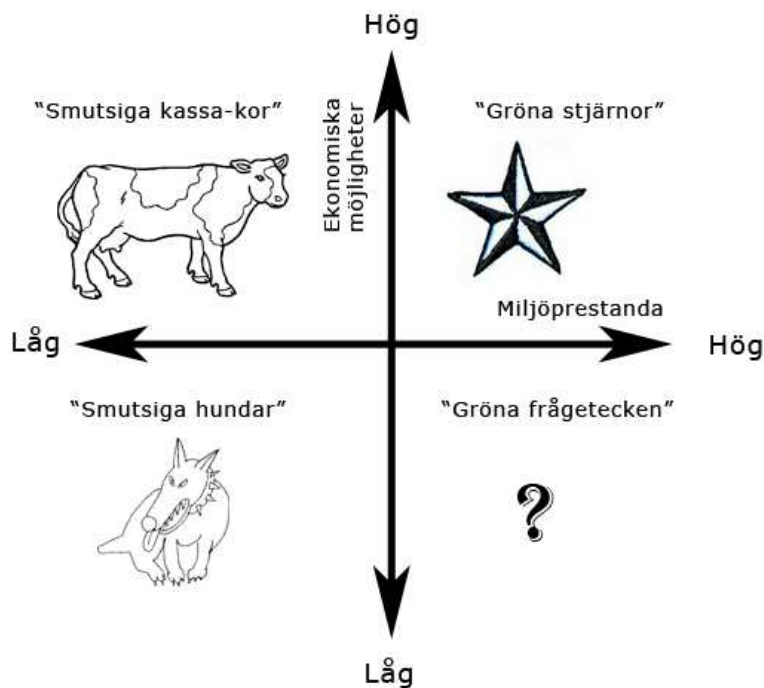 Hög
"Smutsiga kassa-kor"
Ekonomiska
möjligheter
"Gröna stjärnor"
Miljöprestanda
Låg
Hög
"Smutsiga hundar"
"Gröna frågetecken"
?
Låg